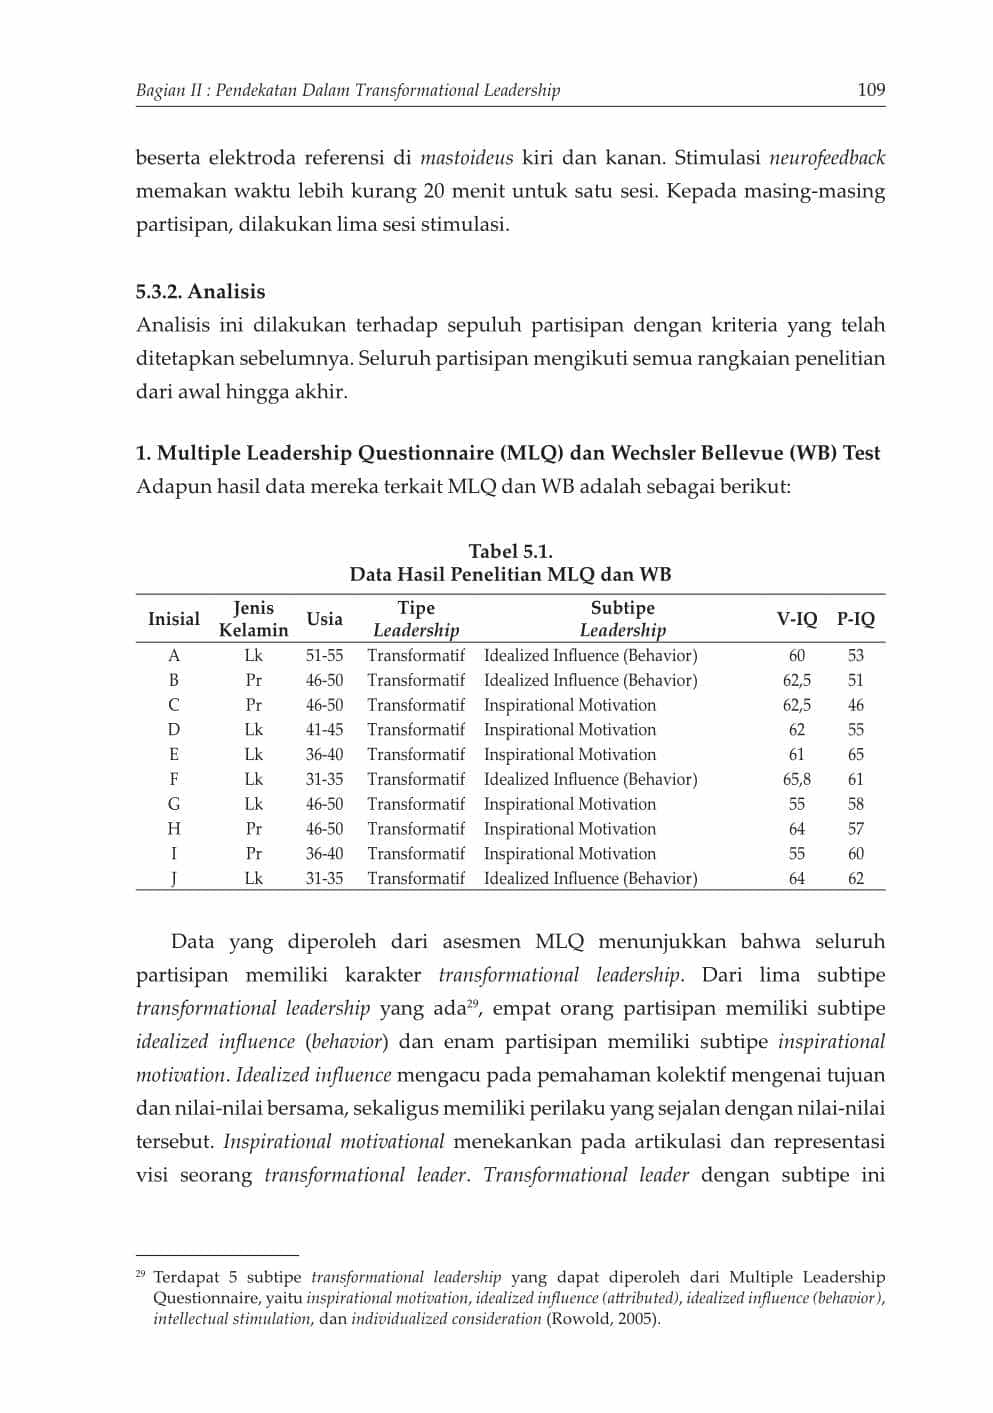 Bagian II : Pendekatan Dalam Transformational Leadership 109
beserta elektroda referensi di mastoideus kiri dan kanan. Stimulasi neurofeedback
memakan waktu lebih kurang 20 menit untuk satu sesi. Kepada masing-masing
partisipan, dilakukan lima sesi stimulasi.
5.3.2. Analisis
Analisis ini dilakukan terhadap sepuluh partisipan dengan kriteria yang telah
ditetapkan sebelumnya. Seluruh partisipan mengikuti semua rangkaian penelitian
dari awal hingga akhir.
1. Multiple Leadership Questionnaire (MLQ) dan Wechsler Bellevue (WB) Test
Adapun hasil data mereka terkait MLQ dan WB adalah sebagai berikut:
Tabel 5.1.
Data Hasil Penelitian MLQ dan WB
Inisial Jenis Kelamin Usia Tipe Leadership Subtipe Leadership V-IQ P-IQ
A Lk 51-55 Transformatif Idealized Influence (Behavior) 60 53
B Pr 46-50 Transformatif Idealized Influence (Behavior) 62,5 51
C Pr 46-50 Transformatif Inspirational Motivation 62,5 46
D Lk 41-45 Transformatif Inspirational Motivation 62 55
E Lk 36-40 Transformatif Inspirational Motivation 61 65
F Lk 31-35 Transformatif Idealized Influence (Behavior) 65,8 61
G Lk 46-50 Transformatif Inspirational Motivation 55 58
H Pr 46-50 Transformatif Inspirational Motivation 64 57
I Pr 36-40 Transformatif Inspirational Motivation 55 60
J Lk 31-35 Transformatif Idealized Influence (Behavior) 64 62
Data yang diperoleh dari asesmen MLQ menunjukkan bahwa seluruh
partisipan memiliki karakter transformational leadership. Dari lima subtipe
transformational leadership yang ada29, empat orang partisipan memiliki subtipe
idealized influence (behavior) dan enam partisipan memiliki subtipe inspirational
motivation. Idealized influence mengacu pada pemahaman kolektif mengenai tujuan
dan nilai-nilai bersama, sekaligus memiliki perilaku yang sejalan dengan nilai-nilai
tersebut. Inspirational motivational menekankan pada artikulasi dan representasi
visi seorang transformational leader. Transformational leader dengan subtipe ini
29 Terdapat 5 subtipe transformational leadership yang dapat diperoleh dari Multiple Leadership
Questionnaire, yaitu inspirational motivation, idealized influence (attributed), idealized influence (behavior),
intellectual stimulation, dan individualized consideration (Rowold, 2005).